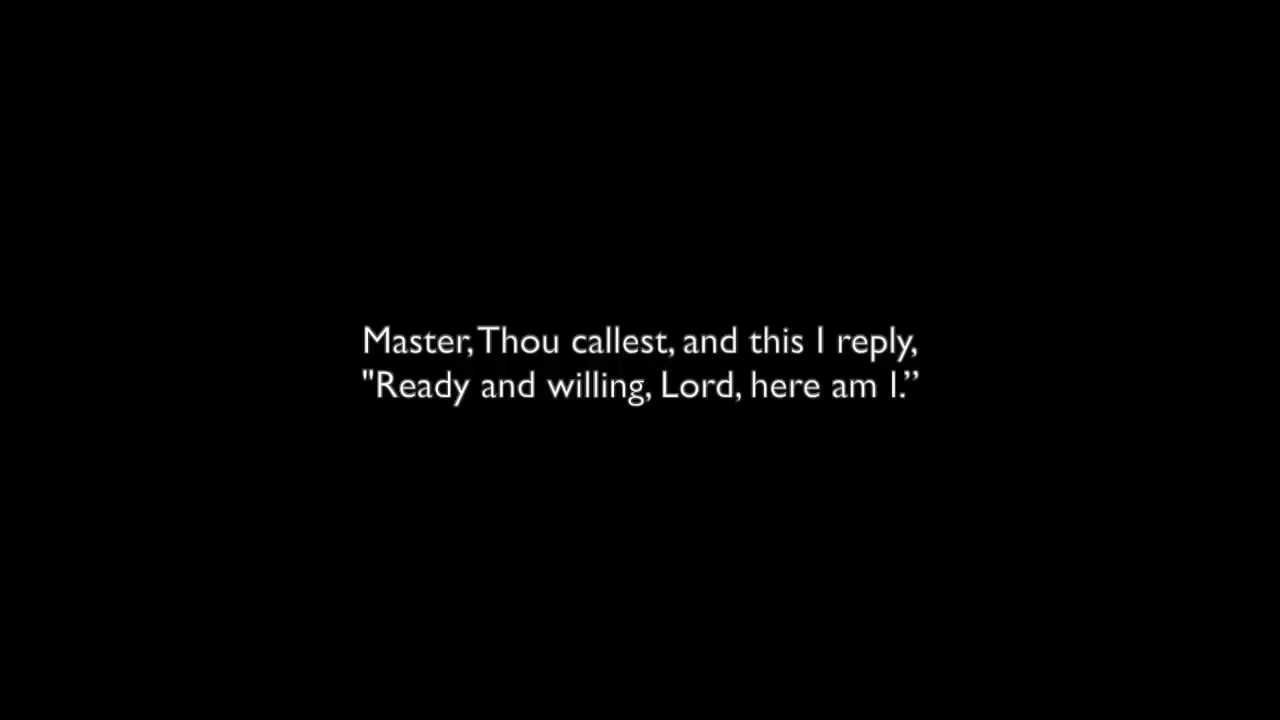 Master, Thou callest, and this I reply,
"Ready and willing, Lord, here am I.”